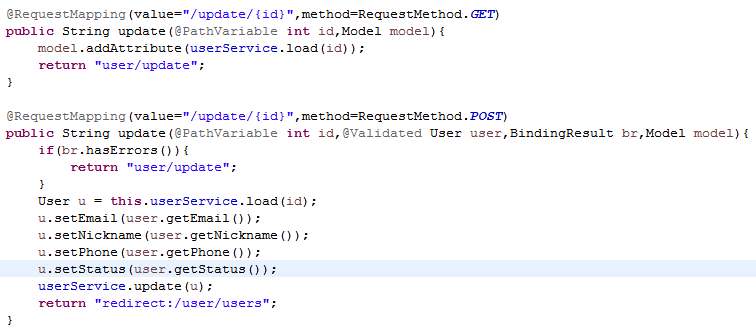 @RequestMapping(value="/update/{id}",method=RequestMethod.GET)
public String update(@PathVariable int id,Model model){
    model.addAttribute(userService.load(id));
    return "user/update";
}

@RequestMapping(value="/update/{id}",method=RequestMethod.POST)
public String update(@PathVariable int id,@Validated User user,BindingResult br,Model model){
    if(br.hasErrors()){
        return "user/update";
    }
    User u = this.userService.load(id);
    u.setEmail(user.getEmail());
    u.setNickname(user.getNickname());
    u.setPhone(user.getPhone());
    u.setStatus(user.getStatus());
    userService.update(u);
    return "redirect:/user/users";
}